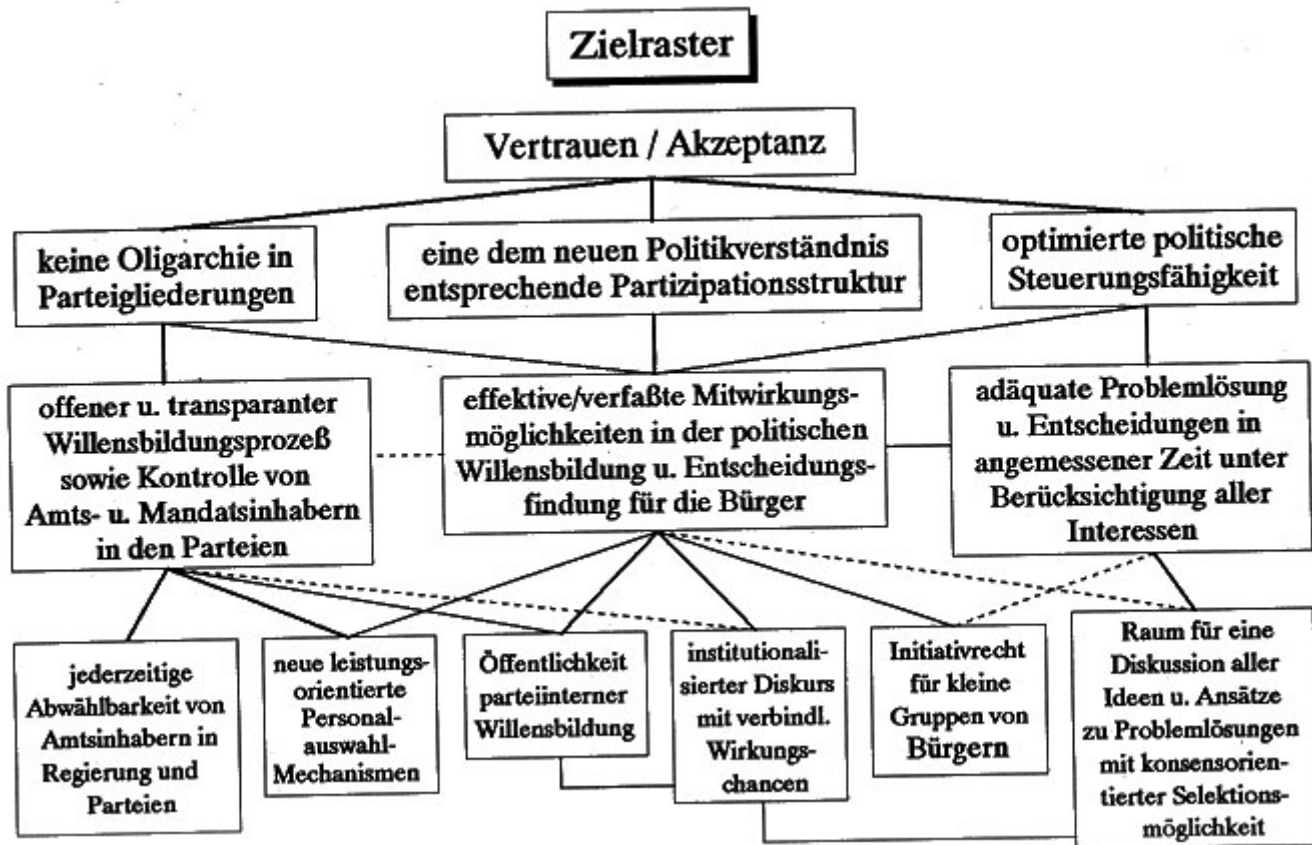 Zielraster
Vertrauen / Akzeptanz
keine Oligarchie in
Parteigliederungen
eine dem neuen Politikverständnis
entsprechende Partizipationsstruktur
optimierte politische
Steuerungsfähigkeit
offener u. transparanter
Willensbildungsprozeß
sowie Kontrolle von
Amts- u. Mandatsinhabern
in den Parteien
effektive/verfaßte Mitwirkungs-
möglichkeiten in der politischen
Willensbildung u. Entscheidungs-
findung für die Bürger
adäquate Problemlösung
u. Entscheidungen in
angemessener Zeit unter
Berücksichtigung aller
Interessen
jederzeitige
Abwählbarkeit von
Amtsinhabern in
Regierung und
Parteien
neue leistungs-
orientierte
Personal-
auswahl-
Mechanismen
Öffentlichkeit
parteiinterner
Willensbildung
institutionali-
sierter Diskurs
mit verbindl.
Wirkungs-
chancen
Initiativrecht
für kleine
Gruppen von
Bürgern
Raum für eine
Diskussion aller
Ideen u. Ansätze
zu Problemlösungen
mit konsensorien-
tierter Selektions-
möglichkeit